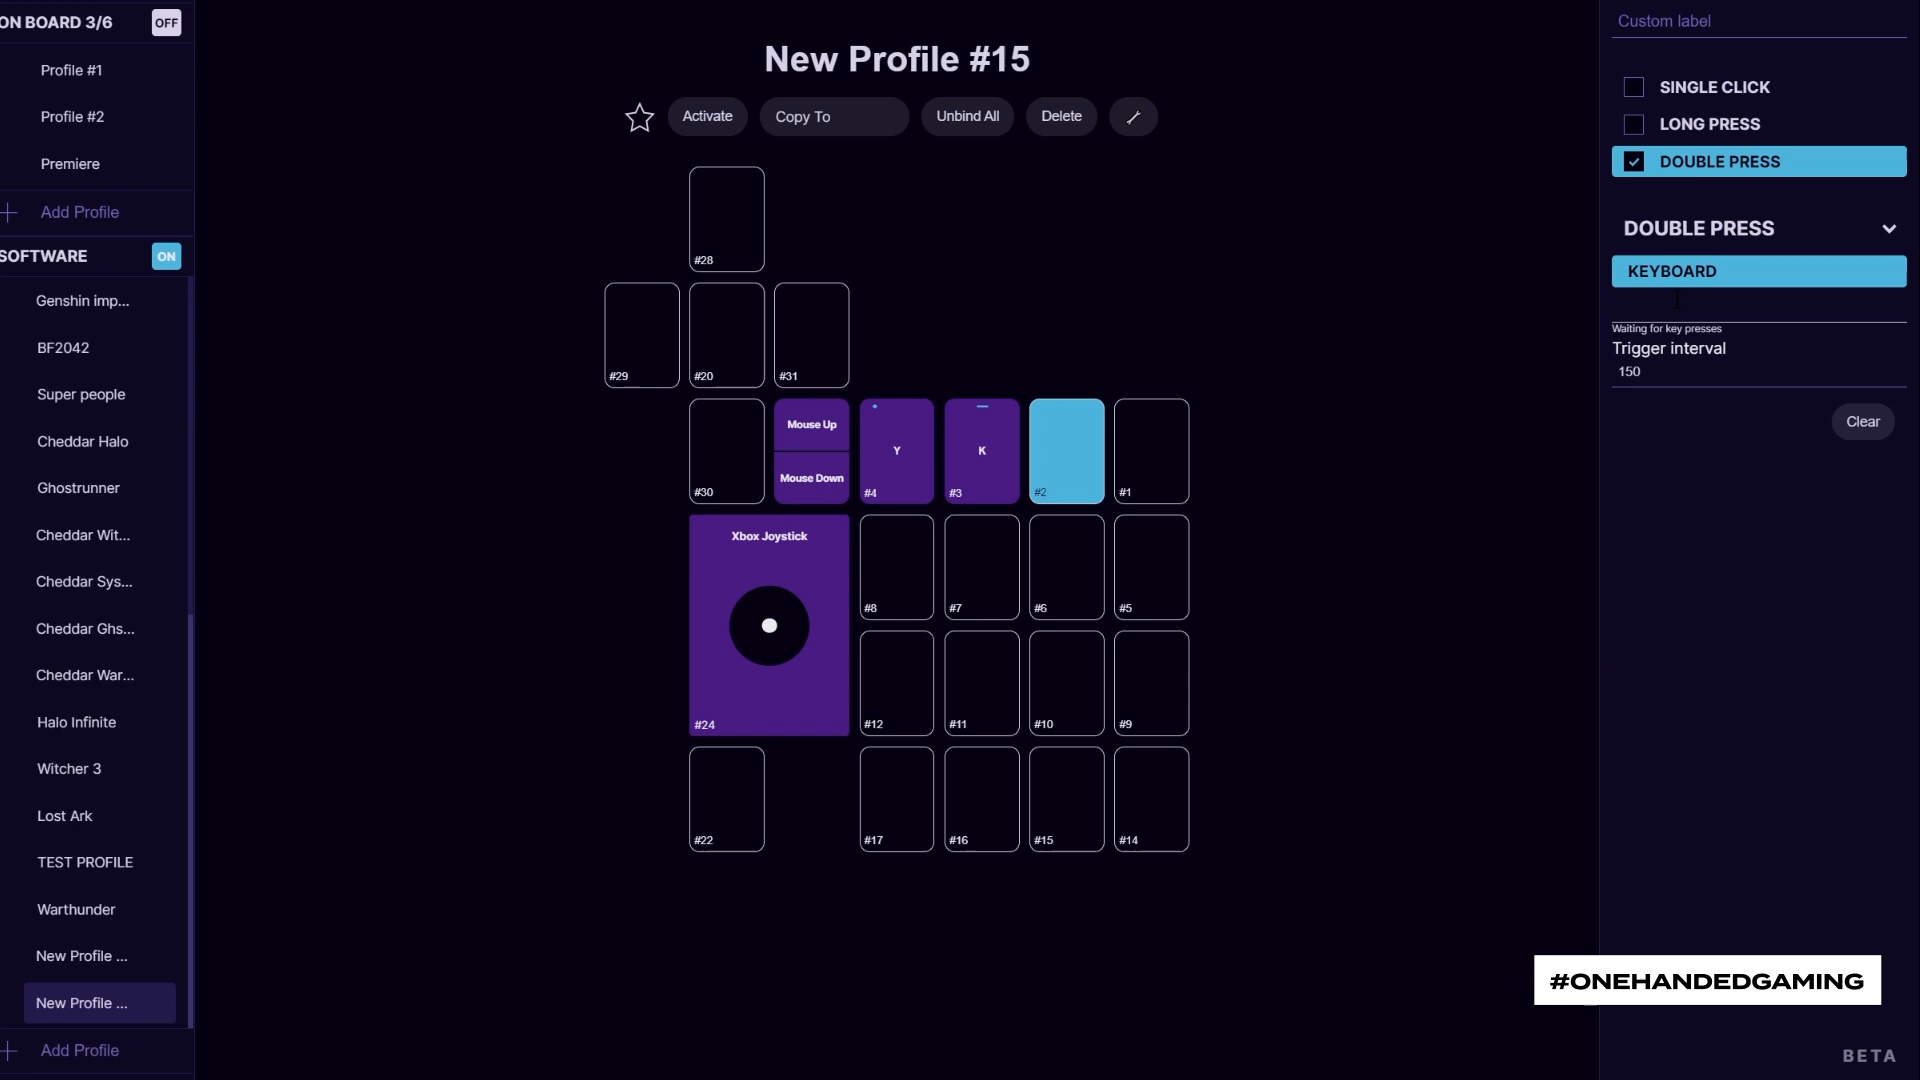 ON BOARD 3/6
OFF
Profile #1
Profile #2
Premiere
Add Profile
SOFTWARE
ON
Genshin imp...
BF2042
Super people
Cheddar Halo
Ghostrunner
Cheddar Wit...
Cheddar Sys...
Cheddar Ghs...
Cheddar War...
Halo Infinite
Witcher 3
Lost Ark
TEST PROFILE
Warthunder
New Profile ...
New Profile ...
Add Profile
New Profile #15
Activate
Copy To
Unbind All
Delete
#28
#29
#20
#31
#30
Mouse Up
Mouse Down
Y
#4
K
#3
#2
#1
Xbox Joystick
#24
#8
#7
#6
#5
#12
#11
#10
#9
#22
#17
#16
#15
#14
Custom label
SINGLE CLICK
LONG PRESS
DOUBLE PRESS
DOUBLE PRESS
KEYBOARD
Waiting for key presses
Trigger interval
150
Clear
#ONEHANDEDGAMING
BETA